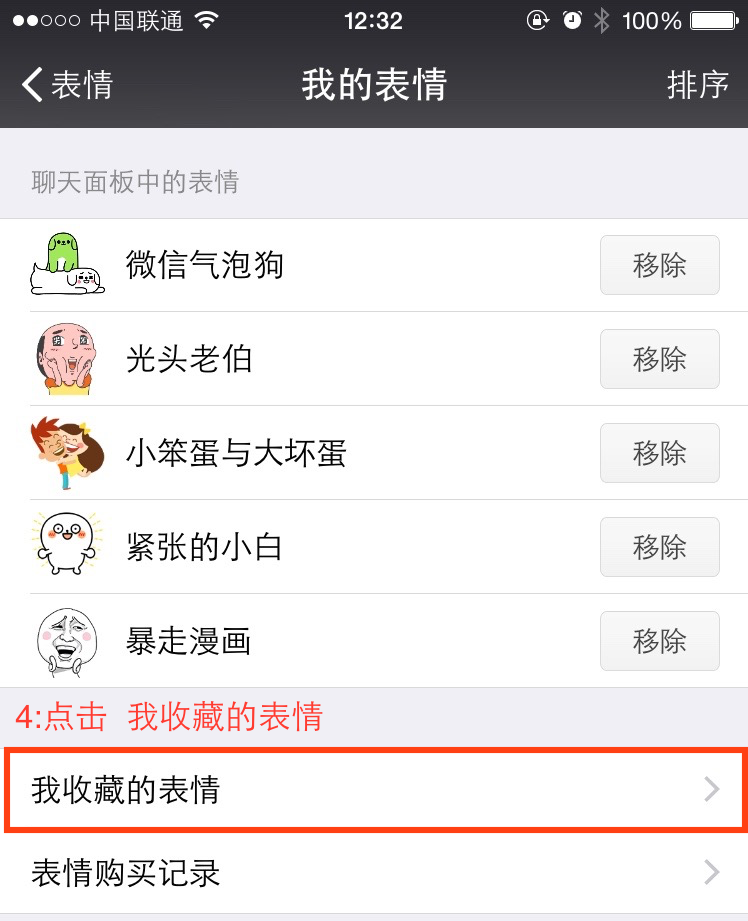 中国联通 12:32 100%
表情 我的表情 排序
聊天面板中的表情
微信气泡狗 移除
光头老伯 移除
小笨蛋与大坏蛋 移除
紧张的小白 移除
暴走漫画 移除
4:点击 我收藏的表情
我收藏的表情
表情购买记录